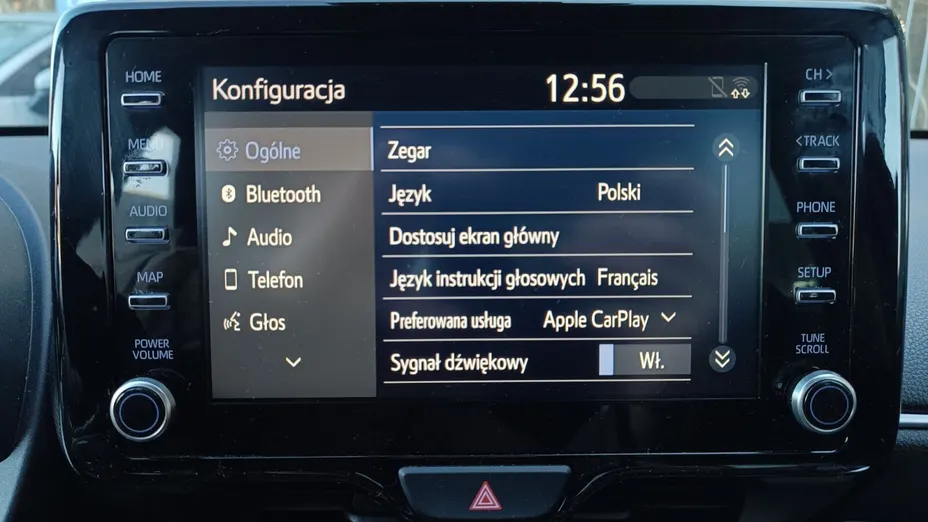 HOME
MENU
AUDIO
MAP
POWER
VOLUME
Konfiguracja
12:56
Ogólne
Bluetooth
Audio
Telefon
Głos
Zegar
Język Polski
Dostosuj ekran główny
Język instrukcji głosowych Français
Preferowana usługa Apple CarPlay
Sygnał dźwiękowy Wł.
CH >
< TRACK
PHONE
SETUP
TUNE
SCROLL